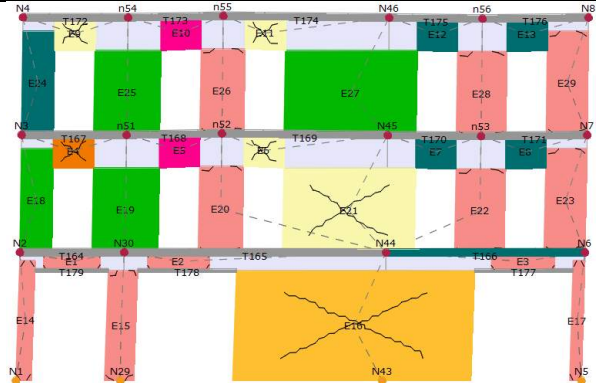 N4 n54 n55 N46 n56 N8
T172 T173 T174 T175 T176
E9 E10 E11 E12 E13
E24 E25 E26 E27 E28 E29
N3 n51 n52 N45 n53 N7
T167 T168 T169 T170 T171
E4 E5 E6 E7 E8
E18 E19 E20 E21 E22 E23
N2 N30 N44 N6
T164 T165 T166
E1 E2 E3
T179 T178 T177
E14 E15 E16 E17
N1 N29 N43 N5